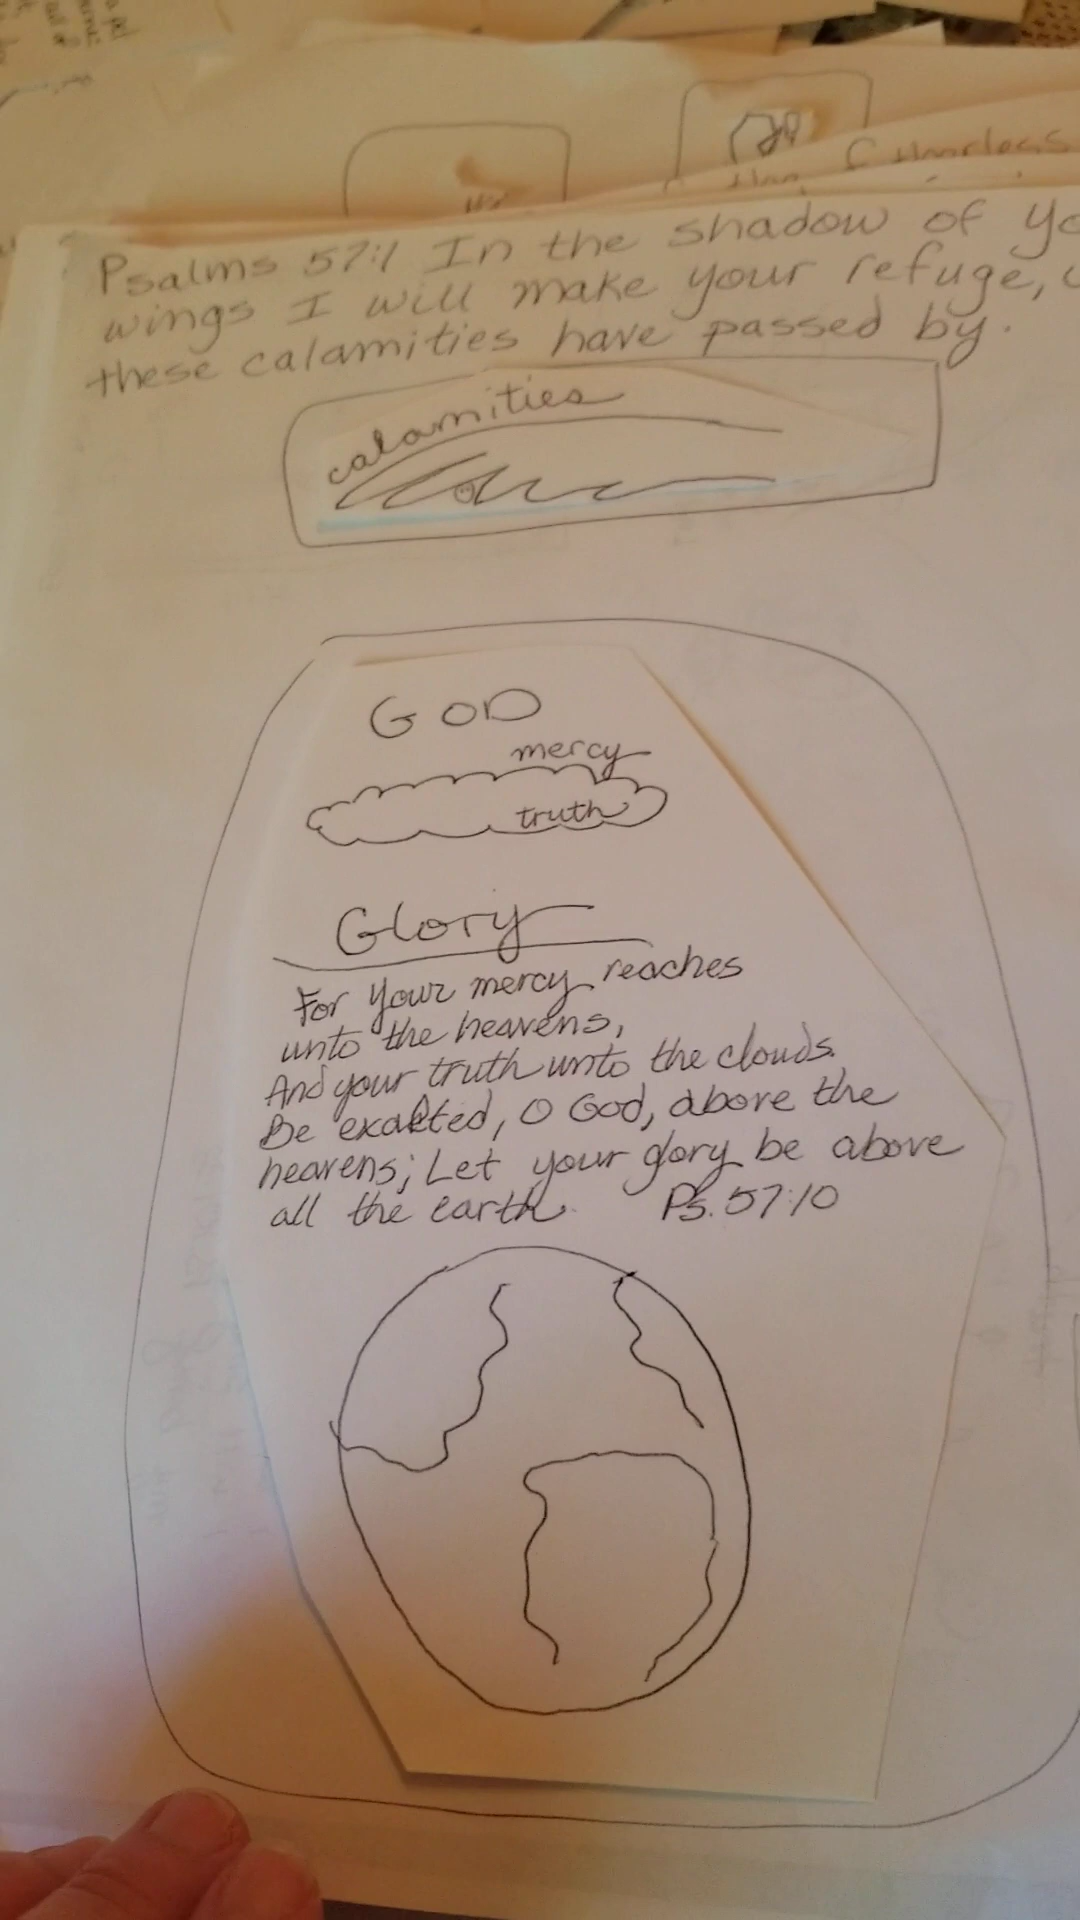 Psalms 57:1 In the shadow of
wings I will make your refuge,
these calamities have passed by.
calamities
GOD
mercy
truth
Glory
For your mercy reaches
unto the heavens,
And your truth unto the clouds.
Be exalted, O God, above the
heavens; Let your glory be above
all the earth. Ps. 57:10